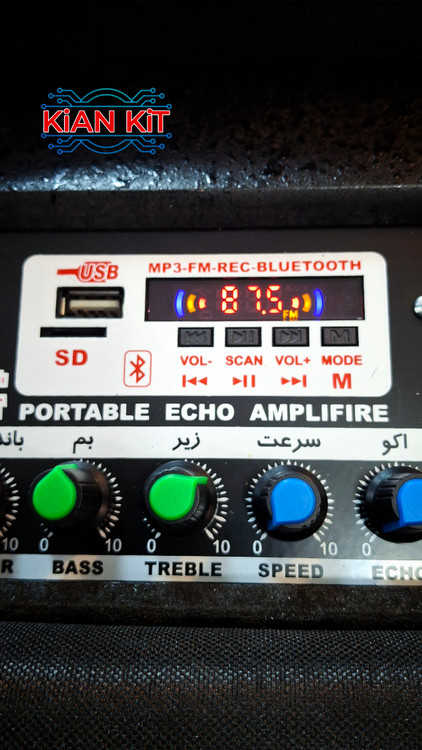 KiAN KiT
USB
MP3-FM-REC-BLUETOOTH
87.5
FM
SD
VOL- SCAN VOL+ MODE
M
PORTABLE ECHO AMPLIFIRE
بم زیر سرعت اکو
10 0 10 0 10 0 10 0
BASS TREBLE SPEED ECHO